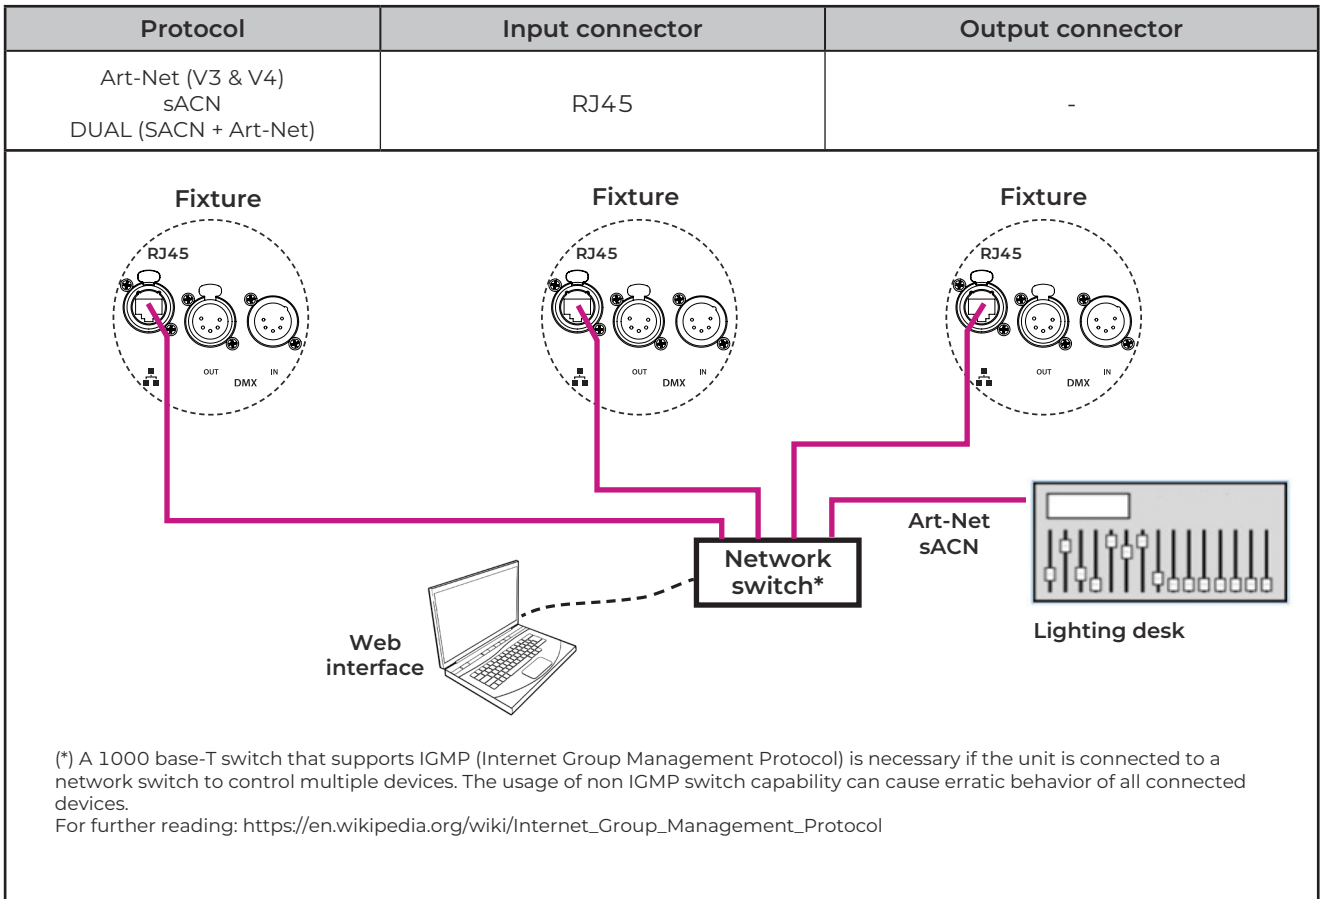 Protocol
Input connector
Output connector
Art-Net (V3 & V4)
sACN
DUAL (SACN + Art-Net)
RJ45
-
Fixture
Fixture
Fixture
RJ45
RJ45
RJ45
OUT
IN
DMX
OUT
IN
DMX
OUT
IN
DMX
Art-Net
sACN
Network
switch*
Web
interface
Lighting desk
(*) A 1000 base-T switch that supports IGMP (Internet Group Management Protocol) is necessary if the unit is connected to a
network switch to control multiple devices. The usage of non IGMP switch capability can cause erratic behavior of all connected
devices.
For further reading: https://en.wikipedia.org/wiki/Internet_Group_Management_Protocol